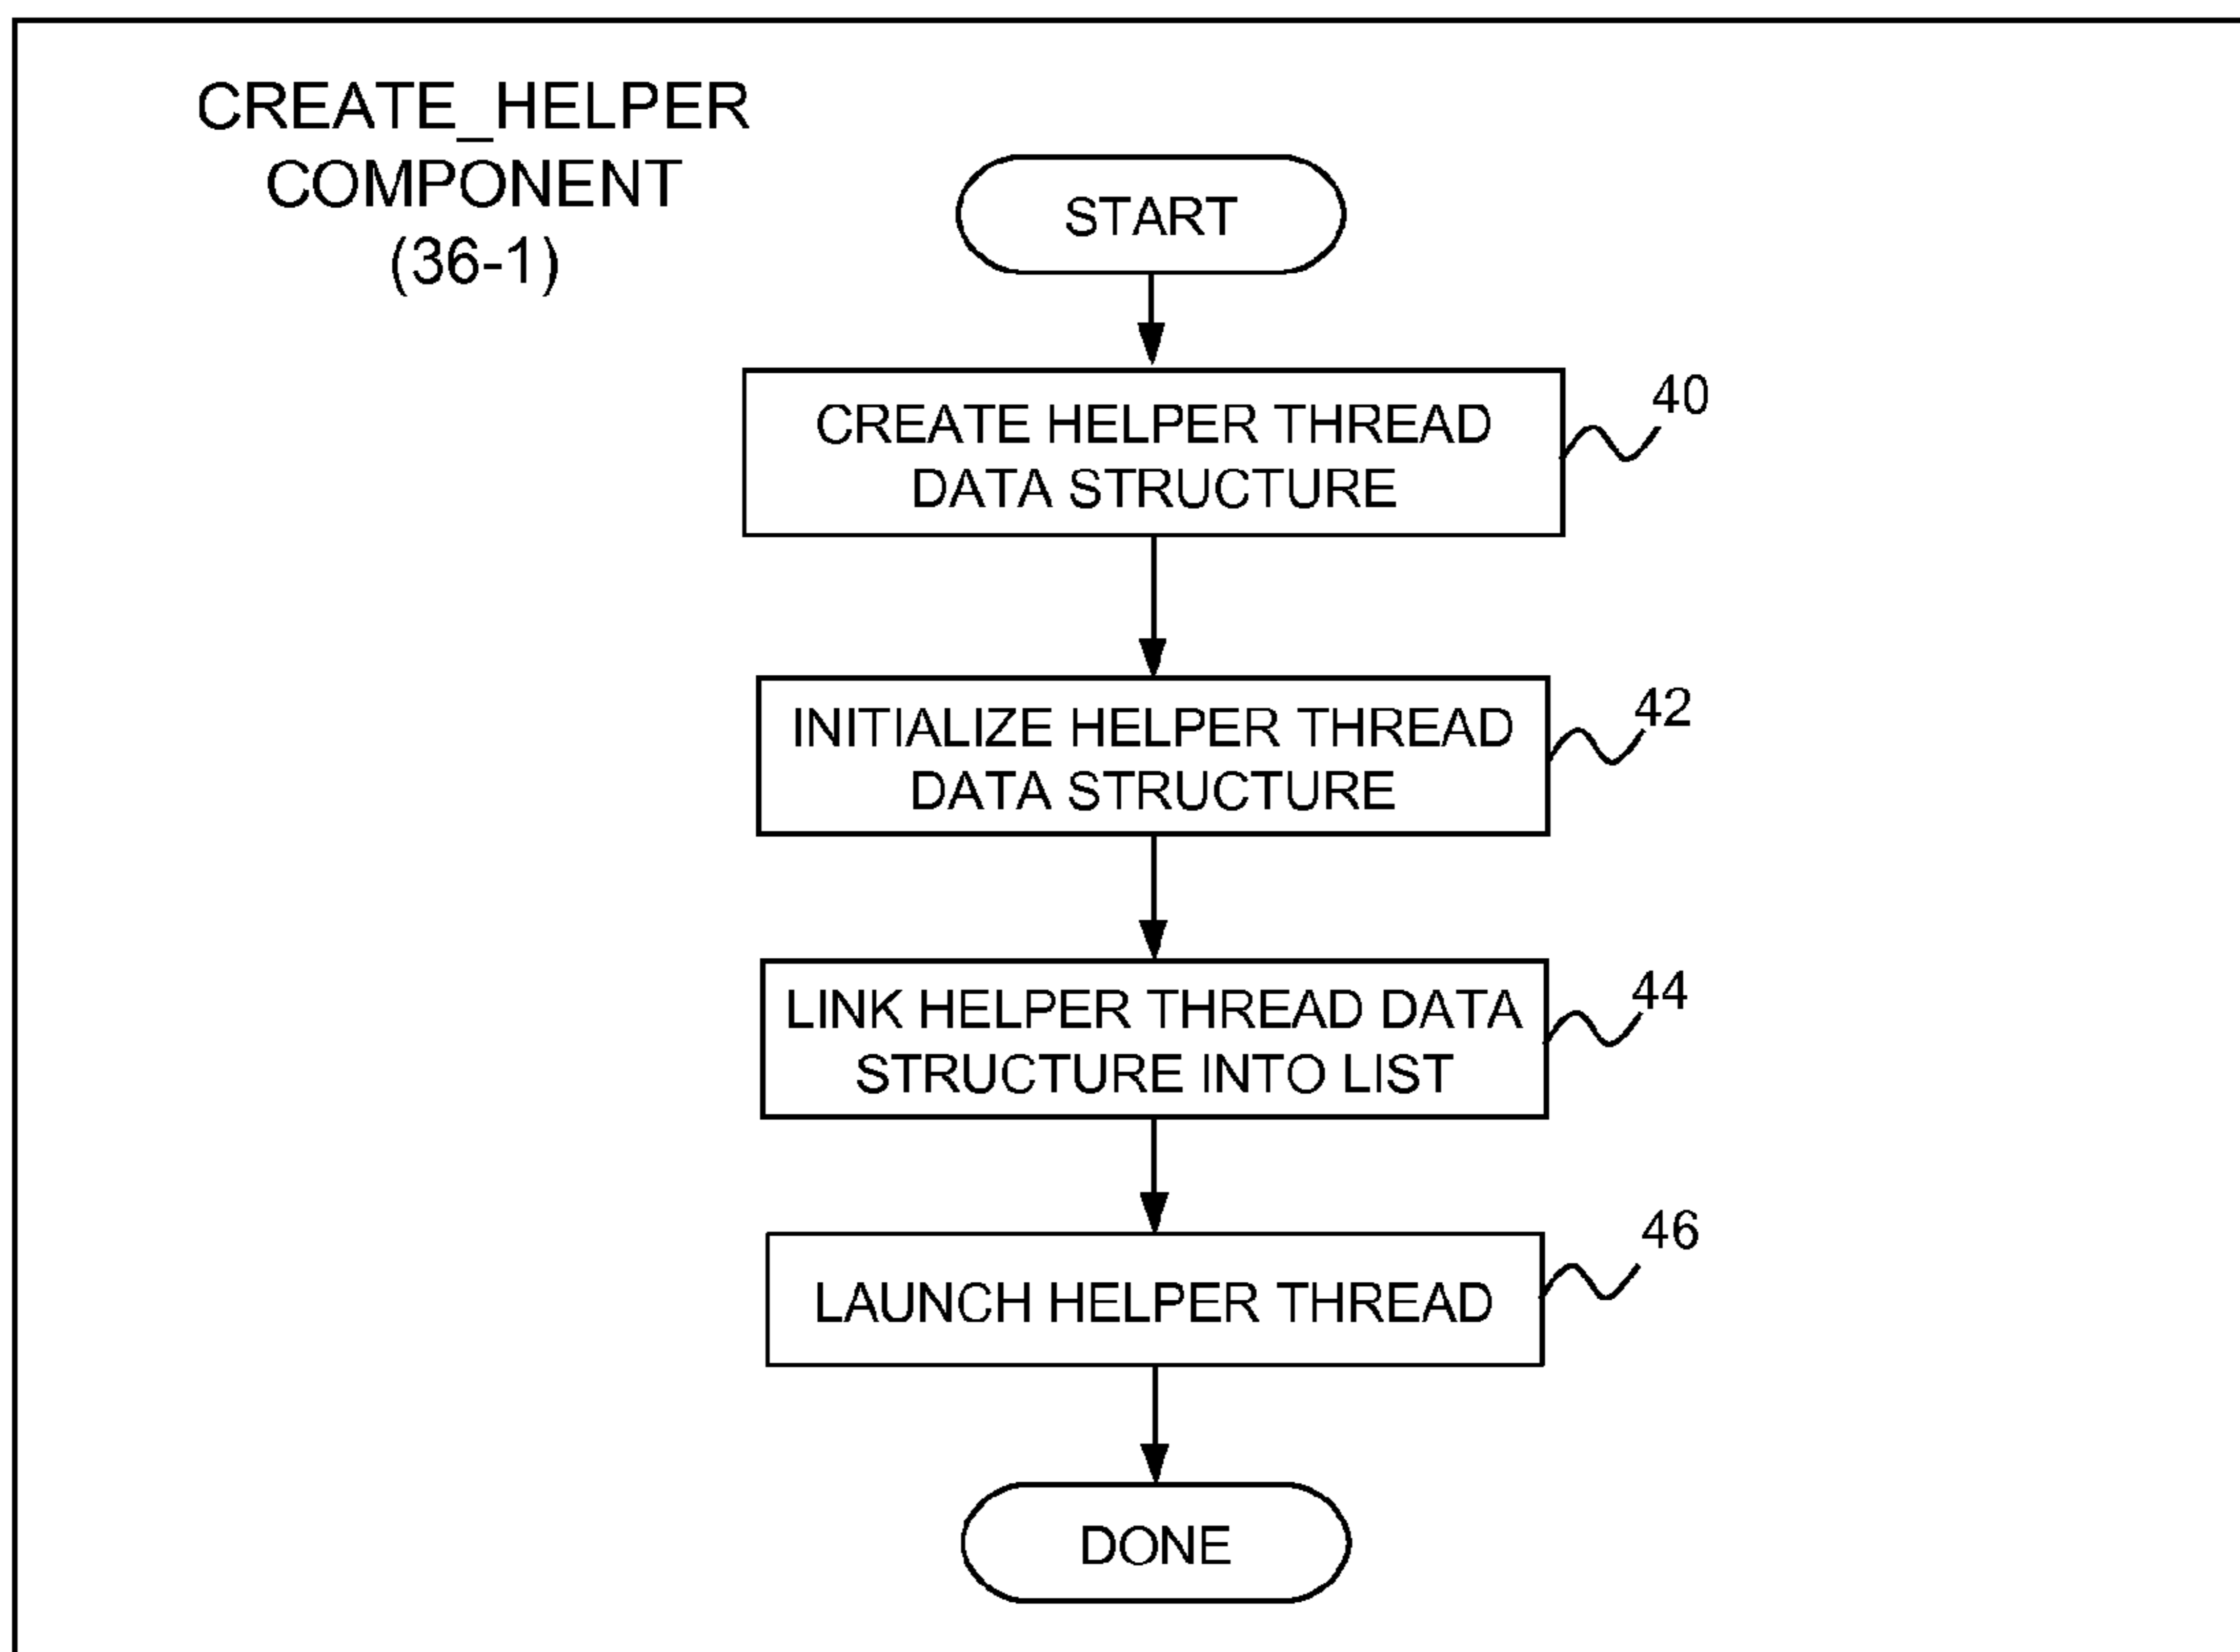 CREATE_HELPER
COMPONENT
(36-1)
START
CREATE HELPER THREAD
DATA STRUCTURE
40
INITIALIZE HELPER THREAD
DATA STRUCTURE
42
LINK HELPER THREAD DATA
STRUCTURE INTO LIST
44
LAUNCH HELPER THREAD
46
DONE